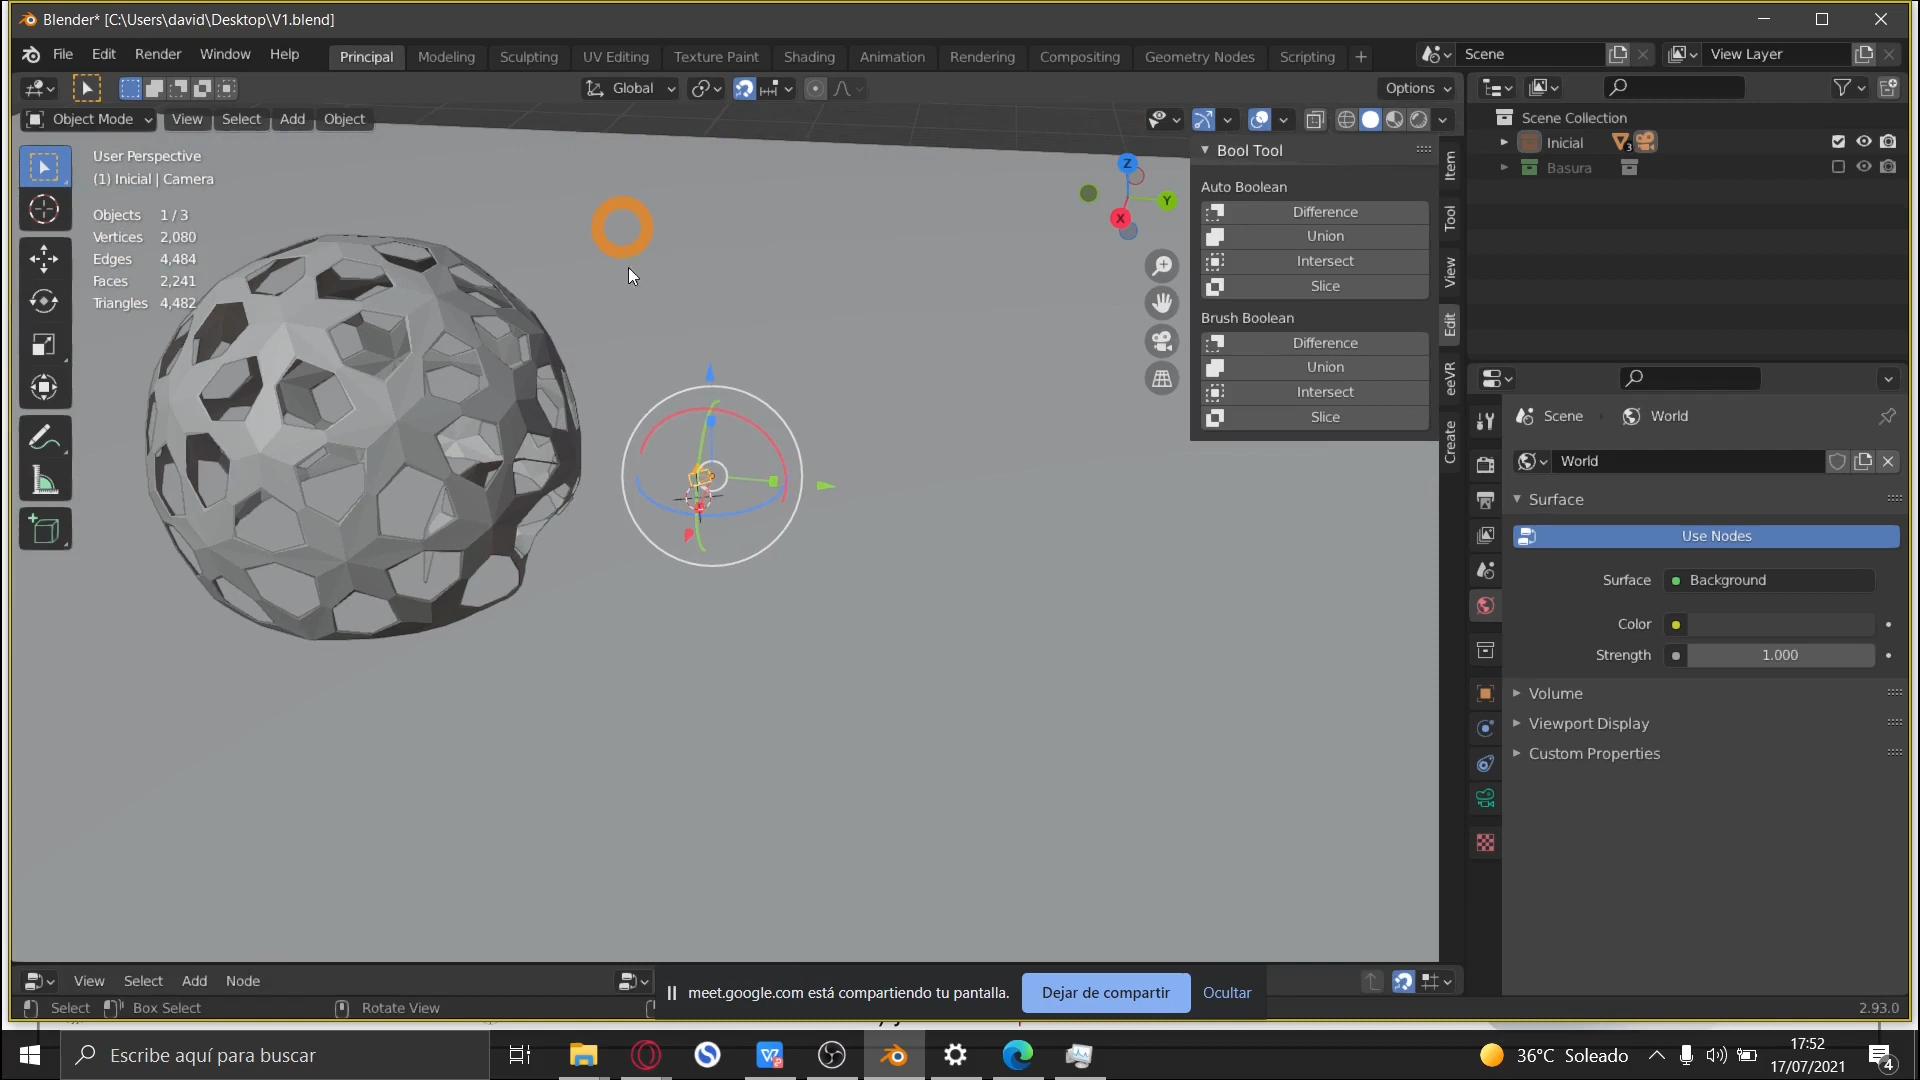 Blender* [C:\Users\david\Desktop\V1.blend]
File Edit Render Window Help Principal Modeling Sculpting UV Editing Texture Paint Shading Animation Rendering Compositing Geometry Nodes Scripting + Scene View Layer
Global Options
Object Mode View Select Add Object
User Perspective
(1) Inicial | Camera
Objects 1 / 3
Vertices 2,080
Edges 4,484
Faces 2,241
Triangles 4,482
Z
Y
X
Bool Tool
Auto Boolean
Difference
Union
Intersect
Slice
Brush Boolean
Difference
Union
Intersect
Slice
Item
Tool
View
Edit
eeVR
Create
Scene Collection
Inicial 3
Basura
Scene World
World
Surface
Use Nodes
Surface Background
Color
Strength 1.000
Volume
Viewport Display
Custom Properties
View Select Add Node
Select Box Select Rotate View
meet.google.com está compartiendo tu pantalla. Dejar de compartir Ocultar
2.93.0
Escribe aquí para buscar
36°C Soleado
17:52
17/07/2021
4